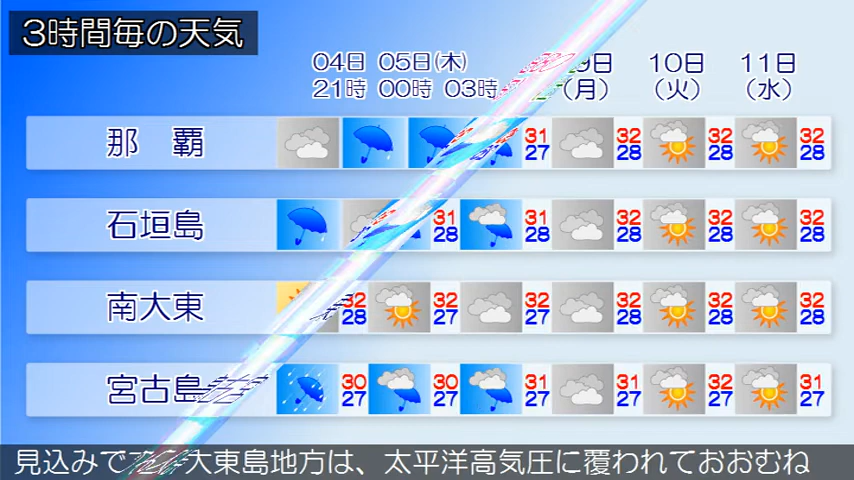 3時間毎の天気
04日 05日(木) 9日 10日 11日
21時 00時 03時 (月) (火) (水)
那覇 31 27 32 28 32 28 32 28
石垣島 31 28 31 28 32 28 32 28 32 28
南大東 32 28 32 27 32 27 32 28 32 28 32 28
宮古島 30 27 30 27 31 27 31 27 32 27 31 27
見込みで 大東島地方は、太平洋高気圧に覆われておおむね